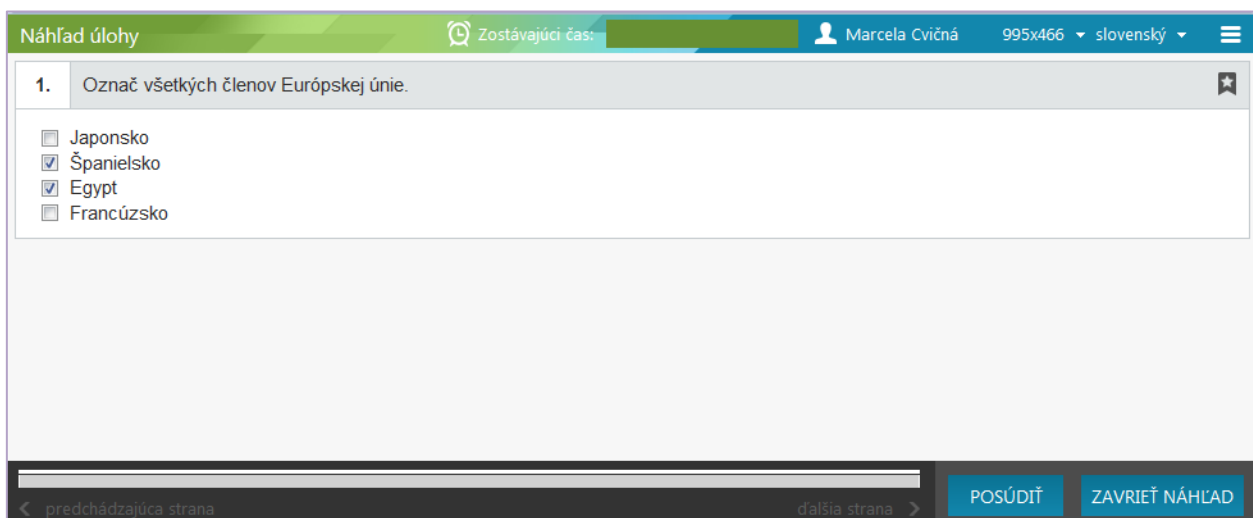 Náhľad úlohy Zostávajúci čas: Marcela Cvičná 995x466 slovenský
1. Označ všetkých členov Európskej únie.
Japonsko
Španielsko
Egypt
Francúzsko
predchádzajúca strana ďalšia strana POSÚDIŤ ZAVRIEŤ NÁHĽAD